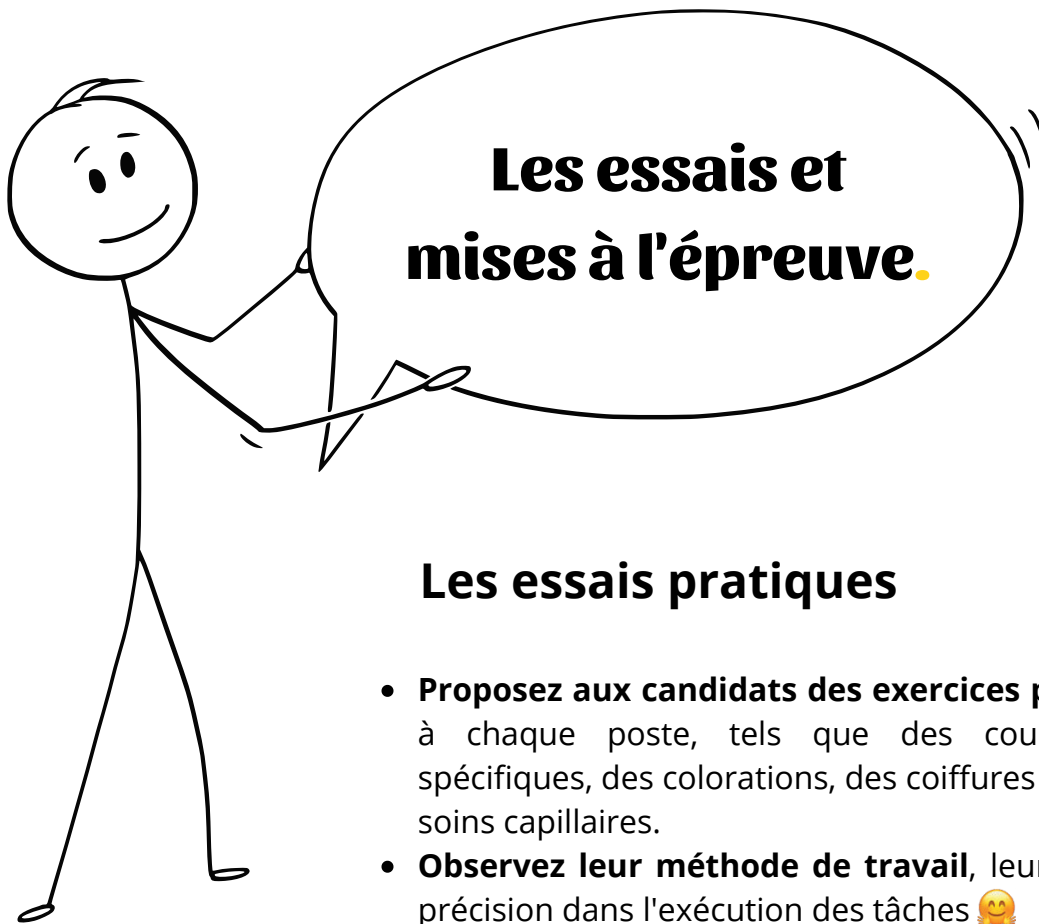 Les essais et
mises à l'épreuve.
Les essais pratiques
• Proposez aux candidats des exercices
à chaque poste, tels que des
spécifiques, des colorations, des coiffures
soins capillaires.
• Observez leur méthode de travail, leur
précision dans l'exécution des tâches 🤗